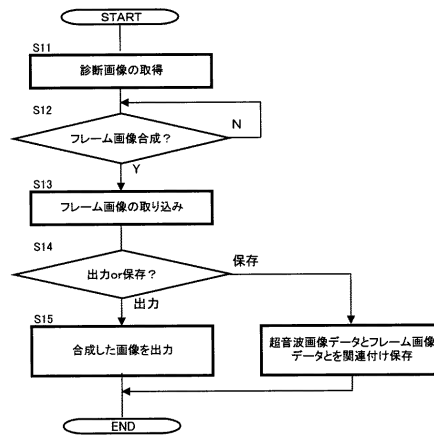 START
S11
診断画像の取得
S12
フレーム画像合成？
N
Y
S13
フレーム画像の取り込み
S14
出力or保存？
保存
出力
S15
合成した画像を出力
超音波画像データとフレーム画像
データとを関連付け保存
END